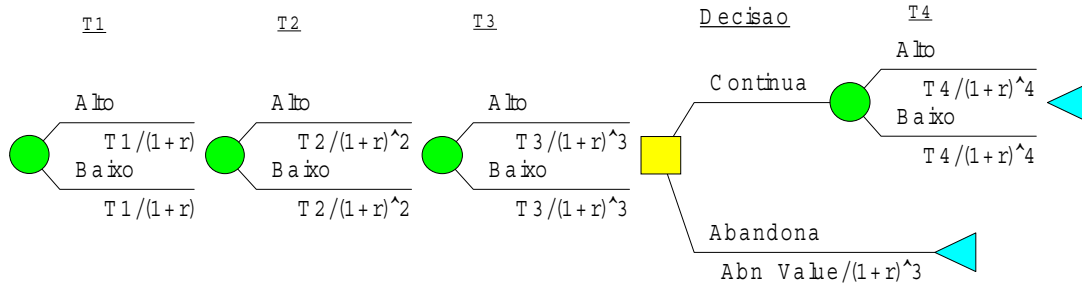 T1
T2
T3
Decisao
T4
Alto
T1/(1+r)
Baixo
T1/(1+r)
Alto
T2/(1+r)^2
Baixo
T2/(1+r)^2
Alto
T3/(1+r)^3
Baixo
T3/(1+r)^3
Continua
Alto
T4/(1+r)^4
Baixo
T4/(1+r)^4
Abandona
Abn Value/(1+r)^3